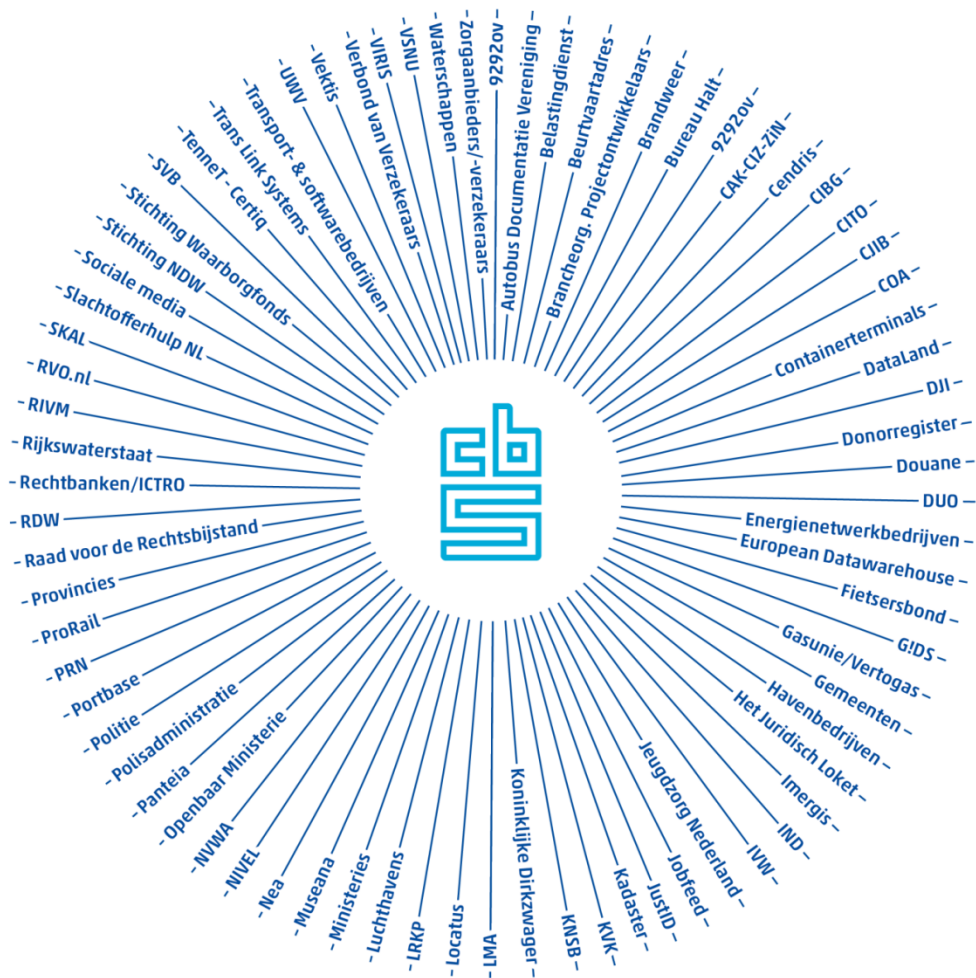 9292ov
Autobus Documentatie Vereniging
Belastingdienst
Beurtvaartadres
Brancheorg. Projectontwikkelaars
Brandweer
Bureau Halt
9292ov
CAK-CIZ-ZiN
Cendris
CIBG
CITO
CJIB
COA
Containerterminals
DataLand
DJI
Donorregister
Douane
DUO
Energienetwerkbedrijven
European Datawarehouse
Fietsersbond
G!DS
Gasunie/Vertogas
Gemeenten
Havenbedrijven
Het Juridisch Loket
Imergis
IND
IVW
Jeugdzorg Nederland
Jobfeed
JustID
Kadaster
KVK
KNSB
Koninklijke Dirkzwager
LMA
Locatus
LRKP
Luchthavens
Ministeries
Museana
Nea
NIVEL
NVWA
Openbaar Ministerie
Panteia
Polisadministratie
Politie
Portbase
PRN
ProRail
Provincies
Raad voor de Rechtsbijstand
RDW
Rechtbanken/ICTRO
Rijkswaterstaat
RIVM
RVO.nl
SKAL
Slachtofferhulp NL
Sociale media
Stichting NDW
Stichting Waarborgfonds
SVB
TenneT - Certiq
Trans Link Systems
Transport- & softwarebedrijven
UWV
Vektis
Verbond van Verzekeraars
VIRIS
VSNU
Waterschappen
Zorgaanbieders/-verzekeraars
cbs